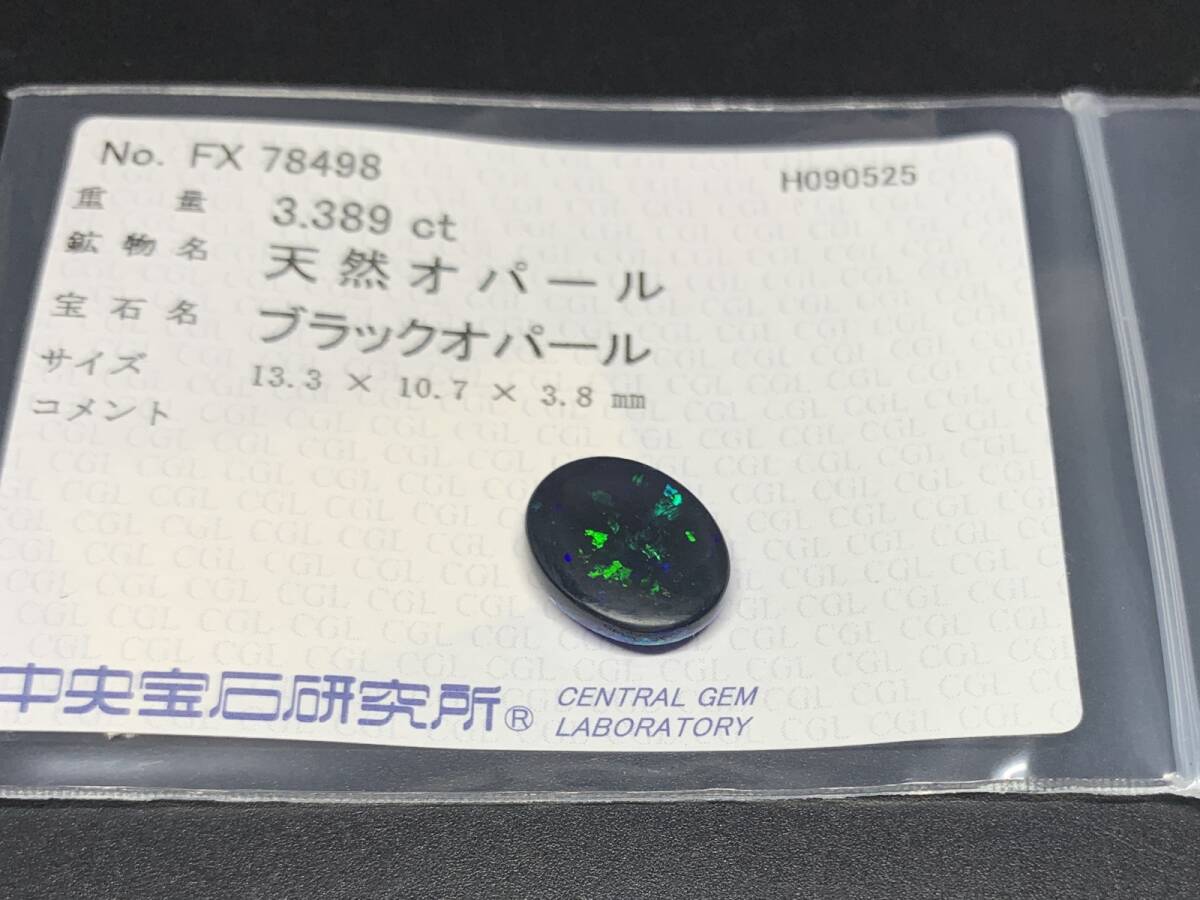 No. FX 78498
H090525
重量 3.389 ct
鉱物名 天然オパール
宝石名 ブラックオパール
サイズ 13.3 × 10.7 × 3.8 mm
コメント
中央宝石研究所® CENTRAL GEM
LABORATORY